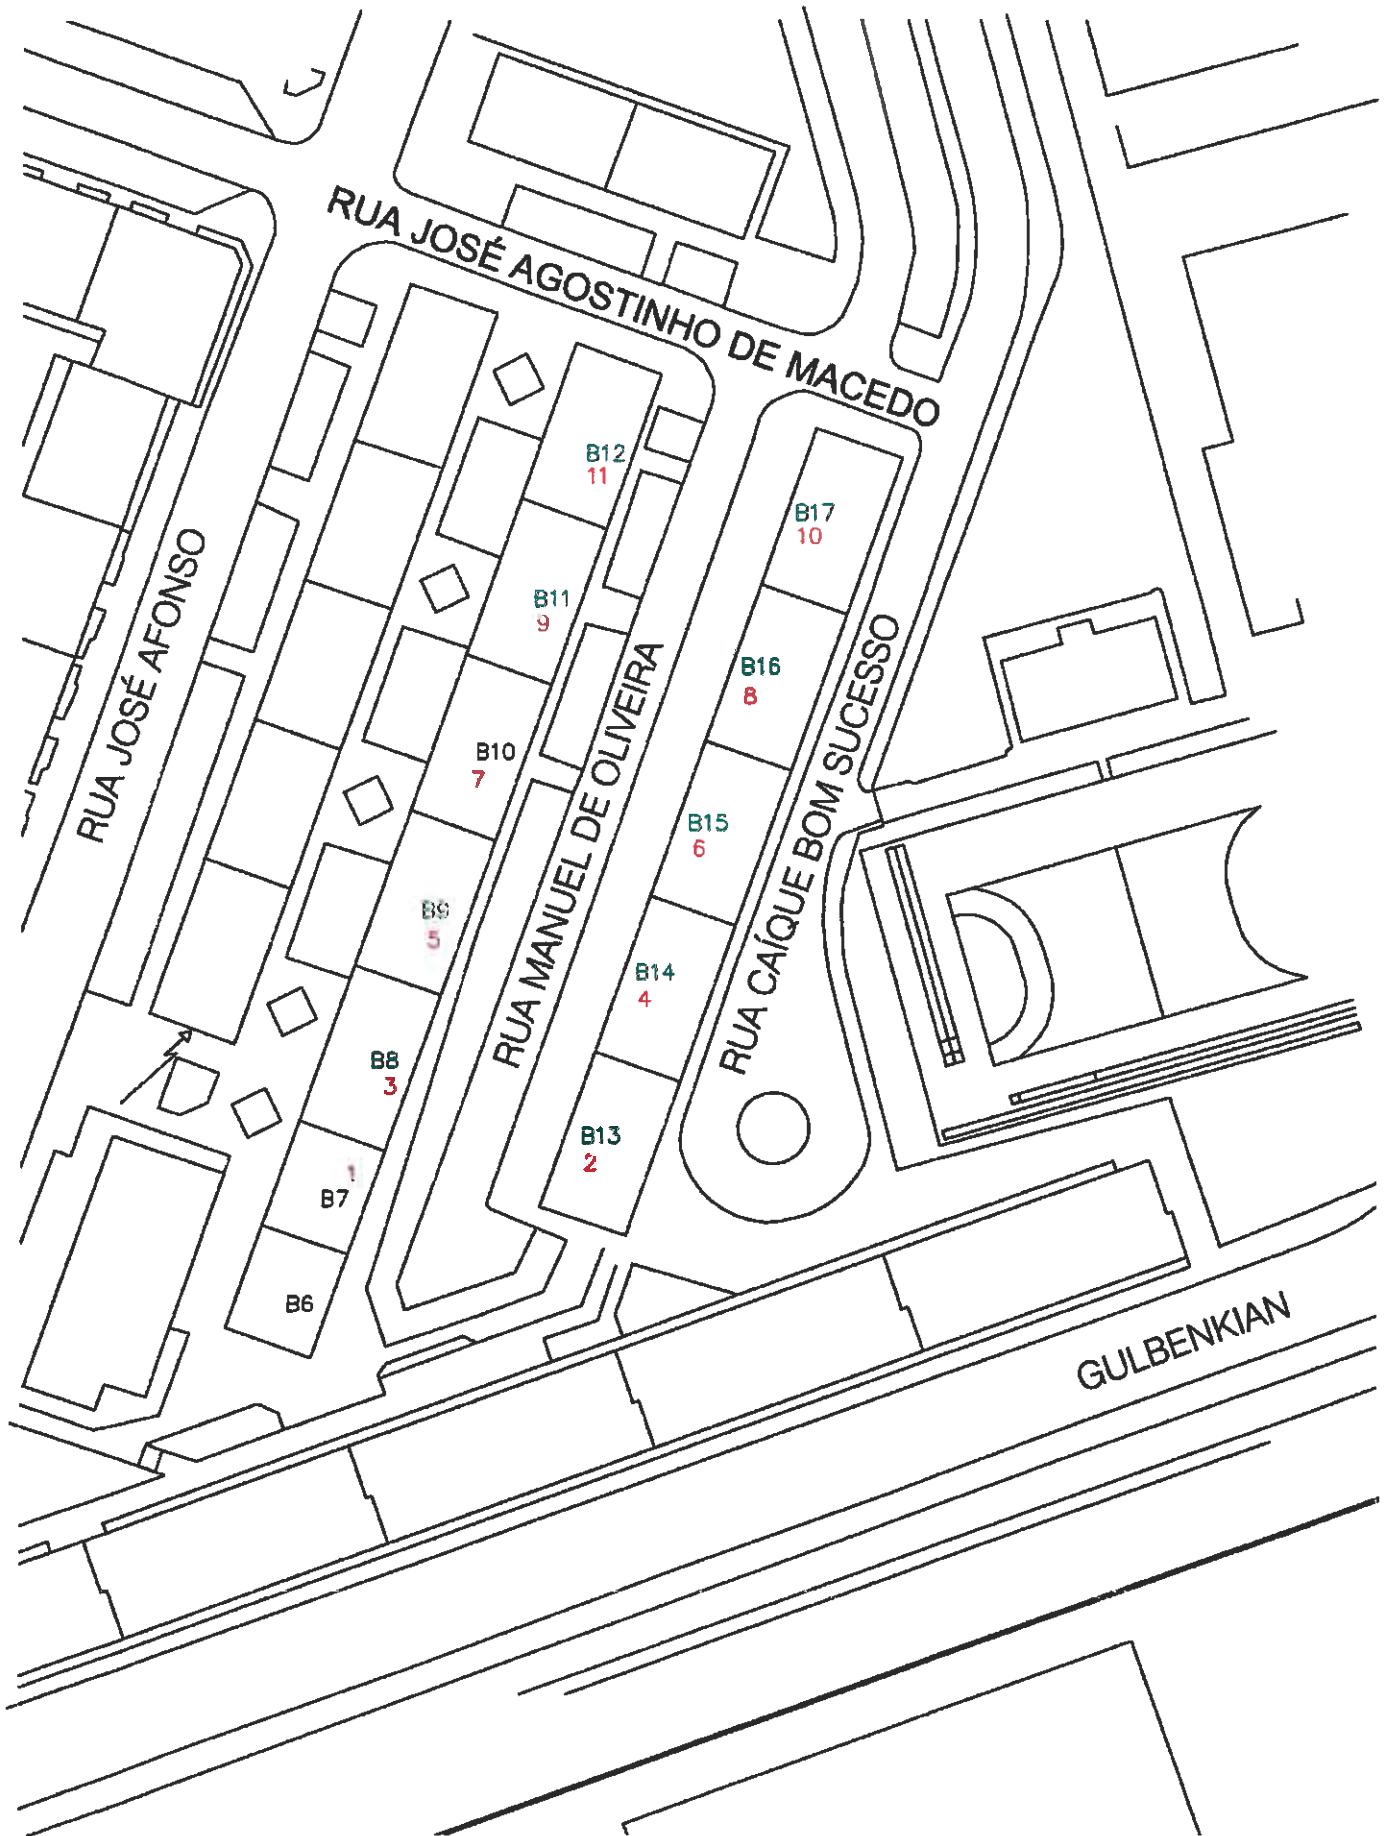 RUA JOSÉ AGOSTINHO DE MACEDO
B12
11
B17
10
RUA JOSÉ AFONSO
B11
9
B16
8
RUA MANUEL DE OLIVEIRA
RUA CAÍQUE BOM SUCESSO
B10
7
B15
6
B9
5
B14
4
B8
3
B13
2
1
B7
B6
GULBENKIAN